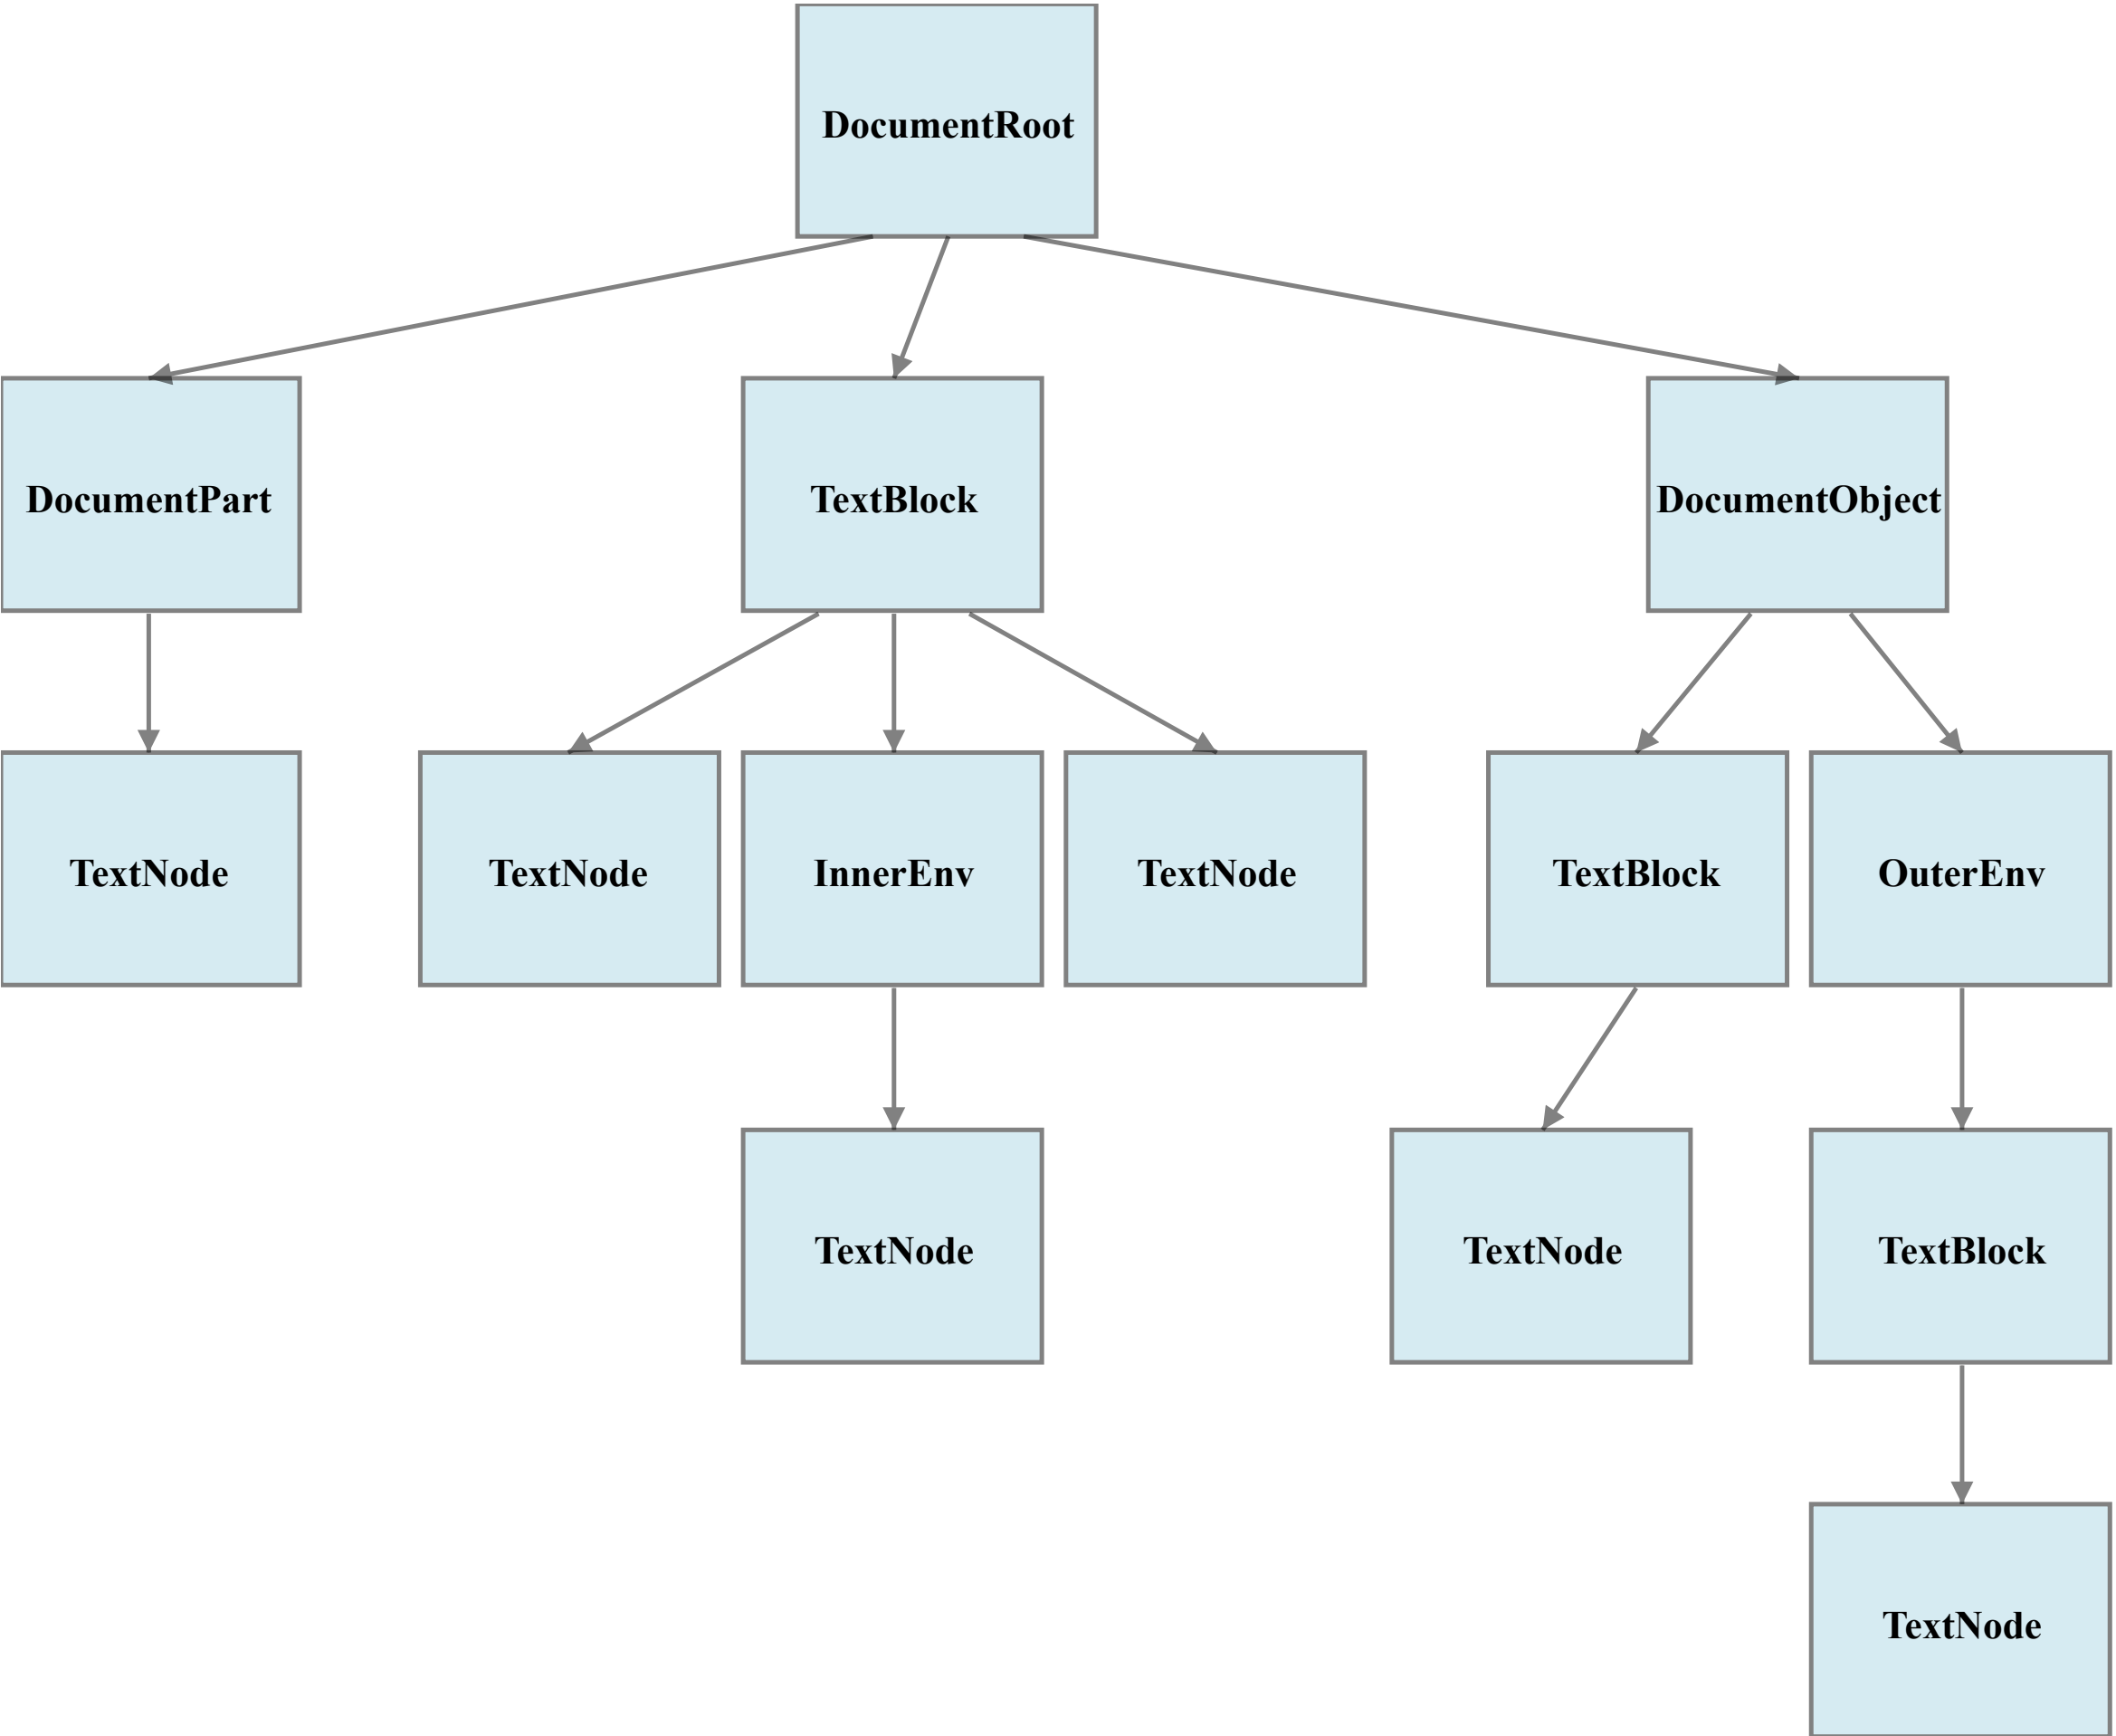 DocumentRoot
DocumentPart
TextBlock
DocumentObject
TextNode
TextNode
InnerEnv
TextNode
TextBlock
OuterEnv
TextNode
TextNode
TextBlock
TextNode